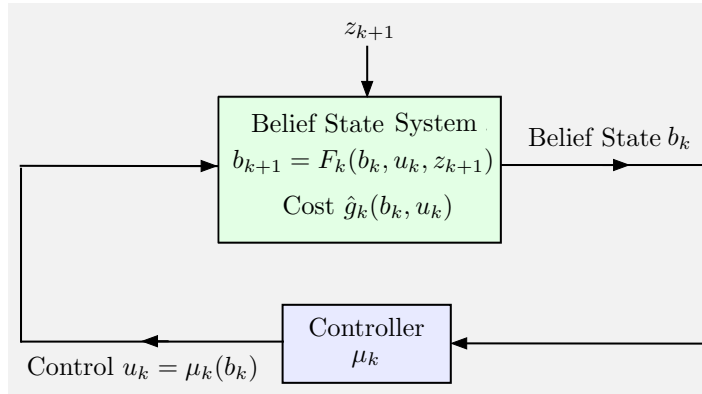 z_{k+1}
Belief State System
b_{k+1} = F_k(b_k, u_k, z_{k+1})
Cost ĝ_k(b_k, u_k)
Belief State b_k
Controller
μ_k
Control u_k = μ_k(b_k)